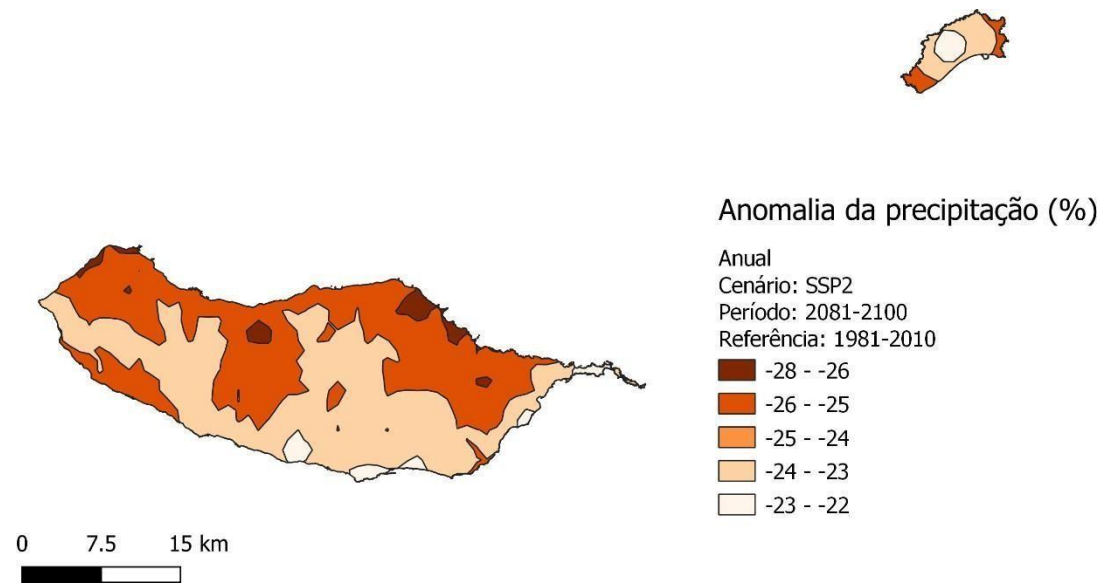 Anomalia da precipitação (%)
Anual
Cenário: SSP2
Período: 2081-2100
Referência: 1981-2010
-28 - -26
-26 - -25
-25 - -24
-24 - -23
-23 - -22
0 7.5 15 km